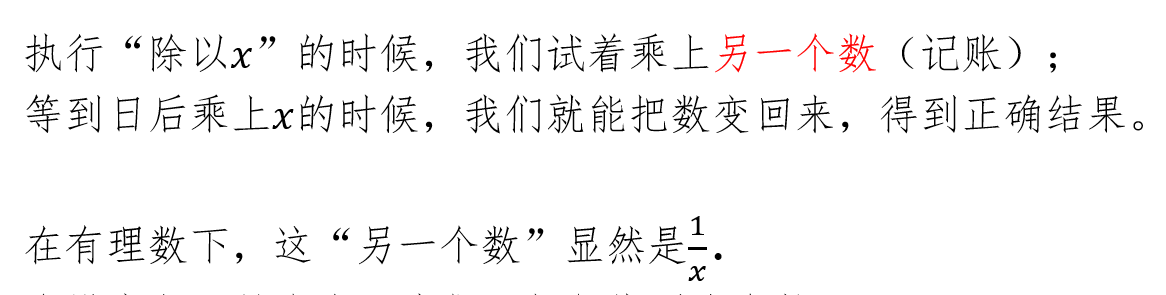 执行“除以x”的时候，我们试着乘上另一个数（记账）；
等到日后乘上x的时候，我们就能把数变回来，得到正确结果。
在有理数下，这“另一个数”显然是1/x．